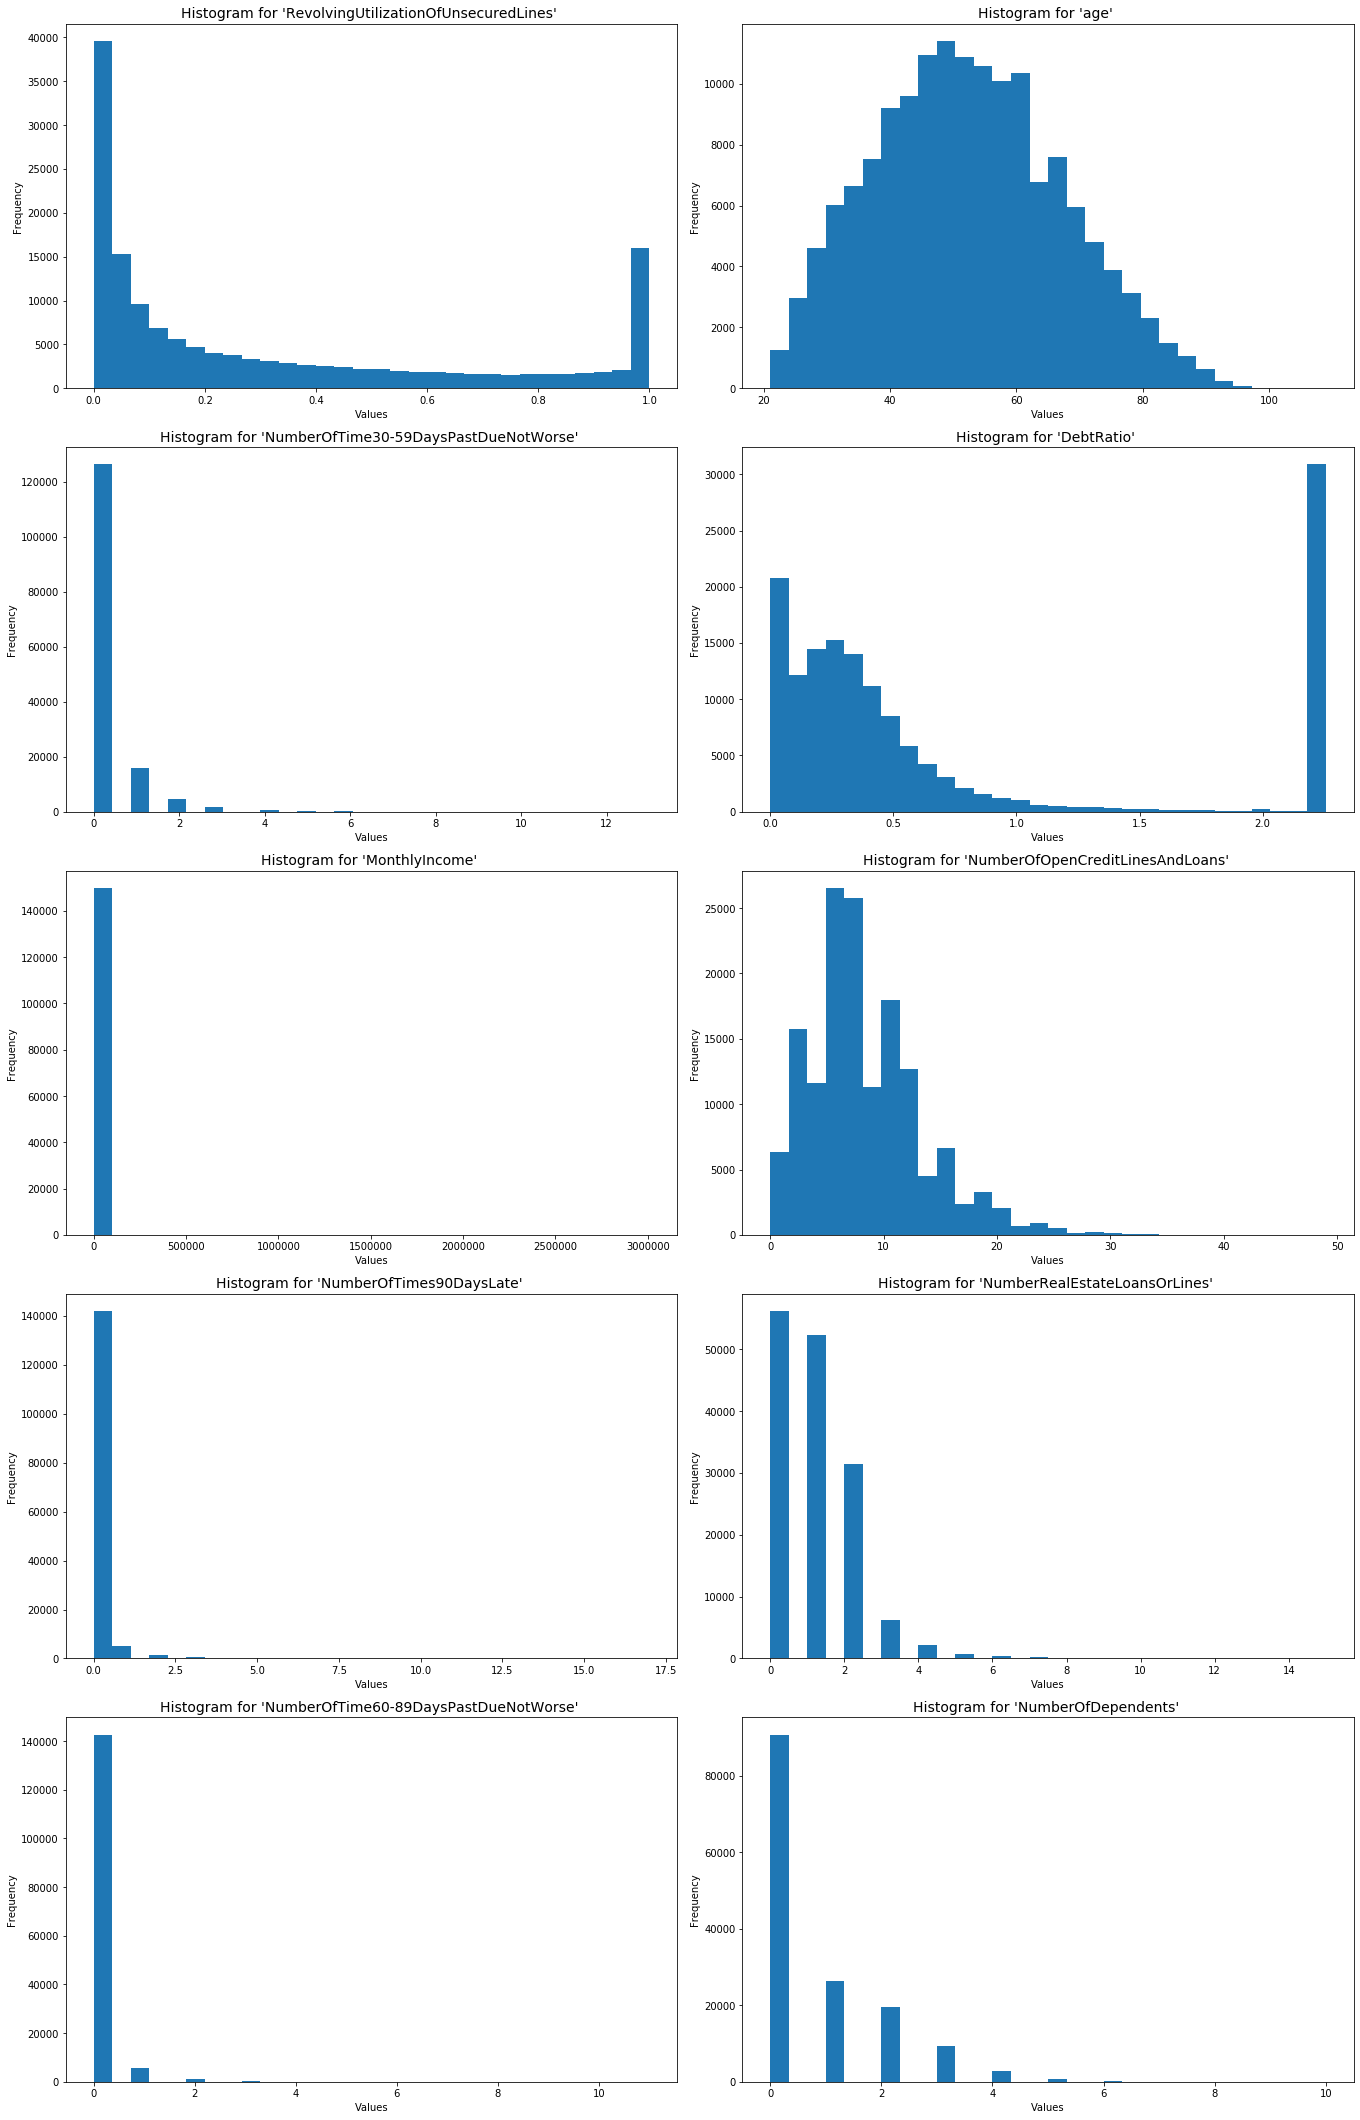 Histogram for 'RevolvingUtilizationOfUnsecuredLines'
Frequency
40000
35000
30000
25000
20000
15000
10000
5000
0
0.0 0.2 0.4 0.6 0.8 1.0
Values
Histogram for 'age'
Frequency
10000
8000
6000
4000
2000
0
20 40 60 80 100
Values
Histogram for 'NumberOfTime30-59DaysPastDueNotWorse'
Frequency
120000
100000
80000
60000
40000
20000
0
0 2 4 6 8 10 12
Values
Histogram for 'DebtRatio'
Frequency
30000
25000
20000
15000
10000
5000
0
0.0 0.5 1.0 1.5 2.0
Values
Histogram for 'MonthlyIncome'
Frequency
140000
120000
100000
80000
60000
40000
20000
0
0 500000 1000000 1500000 2000000 2500000 3000000
Values
Histogram for 'NumberOfOpenCreditLinesAndLoans'
Frequency
25000
20000
15000
10000
5000
0
0 10 20 30 40 50
Values
Histogram for 'NumberOfTimes90DaysLate'
Frequency
140000
120000
100000
80000
60000
40000
20000
0
0.0 2.5 5.0 7.5 10.0 12.5 15.0 17.5
Values
Histogram for 'NumberRealEstateLoansOrLines'
Frequency
50000
40000
30000
20000
10000
0
0 2 4 6 8 10 12 14
Values
Histogram for 'NumberOfTime60-89DaysPastDueNotWorse'
Frequency
140000
120000
100000
80000
60000
40000
20000
0
0 2 4 6 8 10
Values
Histogram for 'NumberOfDependents'
Frequency
80000
60000
40000
20000
0
0 2 4 6 8 10
Values